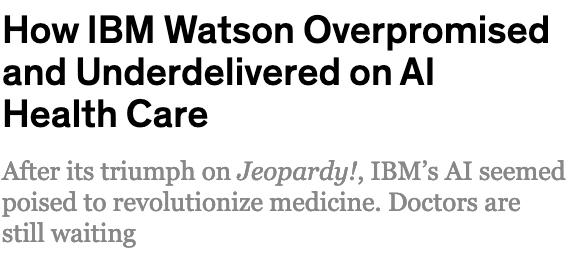 How IBM Watson Overpromised
and Underdelivered on AI
Health Care
After its triumph on Jeopardy!, IBM’s AI seemed
poised to revolutionize medicine. Doctors are
still waiting